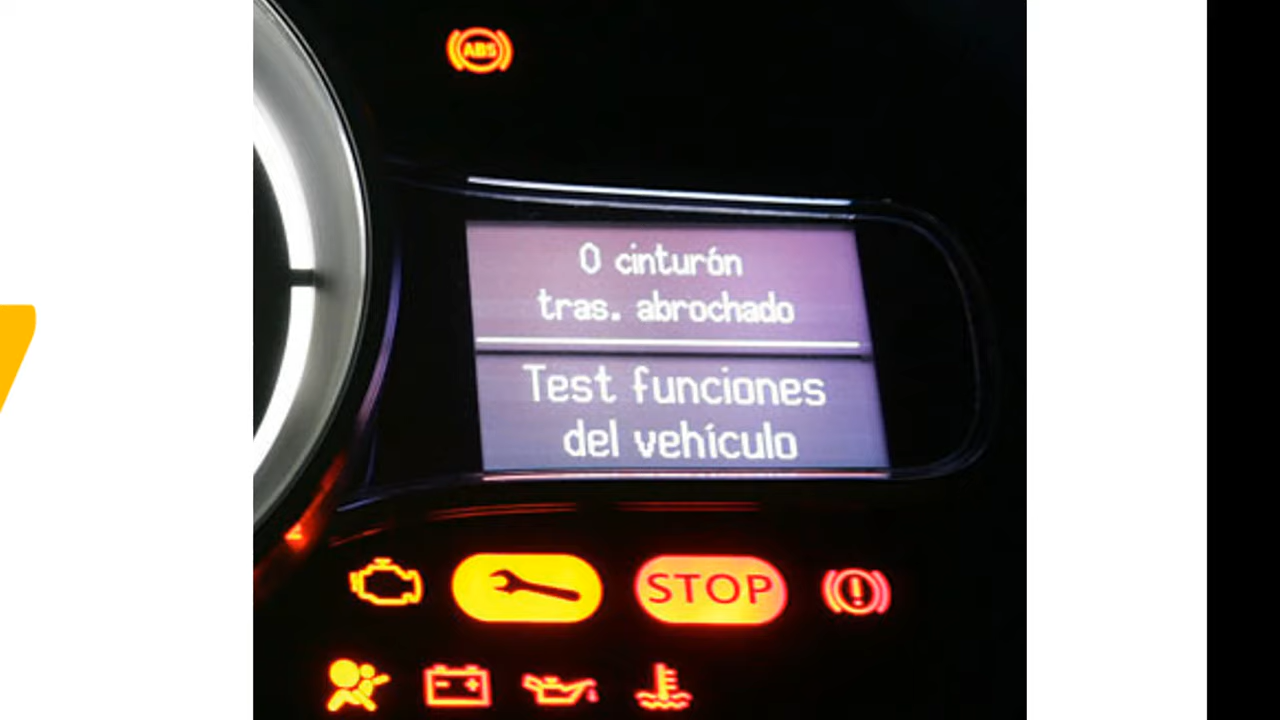 ABS
0 cinturón
tras. abrochado
Test funciones
del vehículo
STOP